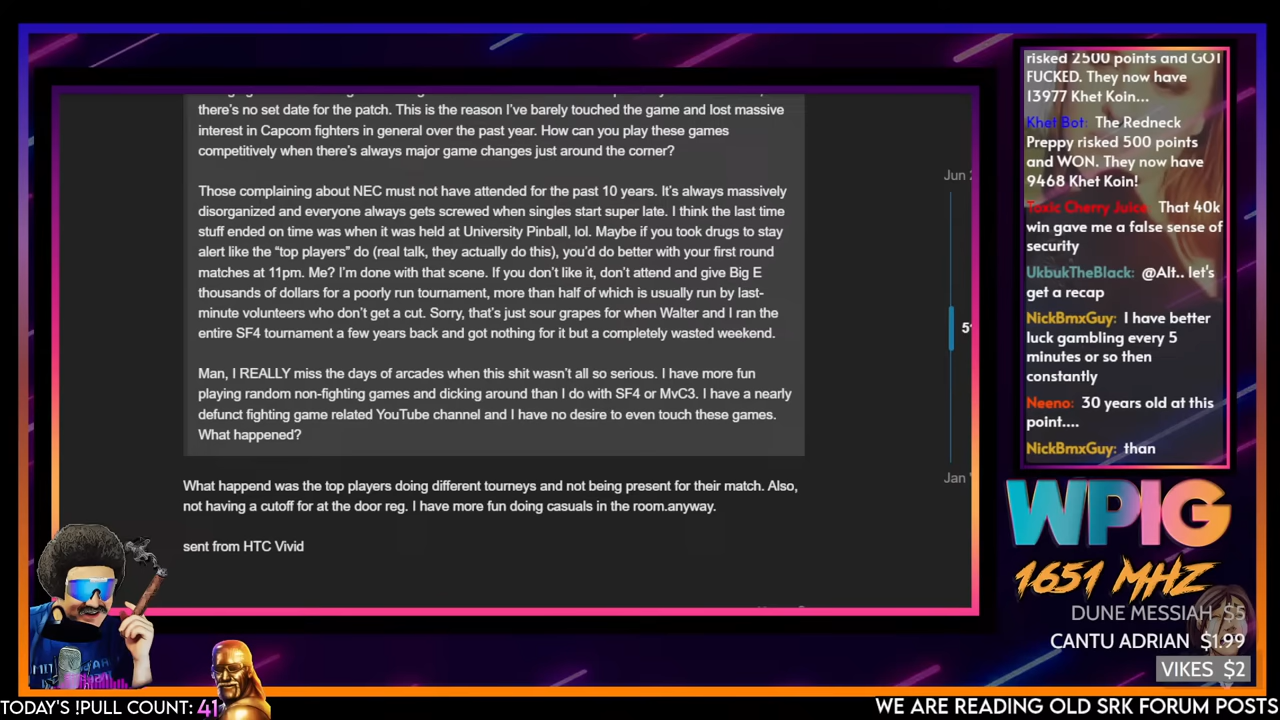 there's no set date for the patch. This is the reason I've barely touched the game and lost massive
interest in Capcom fighters in general over the past year. How can you play these games
competitively when there's always major game changes just around the corner?
Those complaining about NEC must not have attended for the past 10 years. It's always massively
disorganized and everyone always gets screwed when singles start super late. I think the last time
stuff ended on time was when it was held at University Pinball, lol. Maybe if you took drugs to stay
alert like the "top players" do (real talk, they actually do this), you'd do better with your first round
matches at 11pm. Me? I'm done with that scene. If you don't like it, don't attend and give Big E
thousands of dollars for a poorly run tournament, more than half of which is usually run by last-
minute volunteers who don't get a cut. Sorry, that's just sour grapes for when Walter and I ran the
entire SF4 tournament a few years back and got nothing for it but a completely wasted weekend.
Man, I REALLY miss the days of arcades when this shit wasn't all so serious. I have more fun
playing random non-fighting games and dicking around than I do with SF4 or MvC3. I have a nearly
defunct fighting game related YouTube channel and I have no desire to even touch these games.
What happened?
What happend was the top players doing different tourneys and not being present for their match. Also,
not having a cutoff for at the door reg. I have more fun doing casuals in the room.anyway.
sent from HTC Vivid
Jun
Jan
risked 2500 points and GOT
FUCKED. They now have
13977 Khet Koin...
Khet Bot: The Redneck
Preppy risked 500 points
and WON. They now have
9468 Khet Koin!
Toxic Cherry Juice: That 40k
win gave me a false sense of
security
UkbukTheBlack: @Alt.. let's
get a recap
NickBmxGuy: I have better
luck gambling every 5
minutes or so then
constantly
Neeno: 30 years old at this
point....
NickBmxGuy: than
WPIG
1651 MHZ
DUNE MESSIAH $5
CANTU ADRIAN $1.99
VIKES $2
TODAY'S !PULL COUNT: 41
WE ARE READING OLD SRK FORUM POSTS